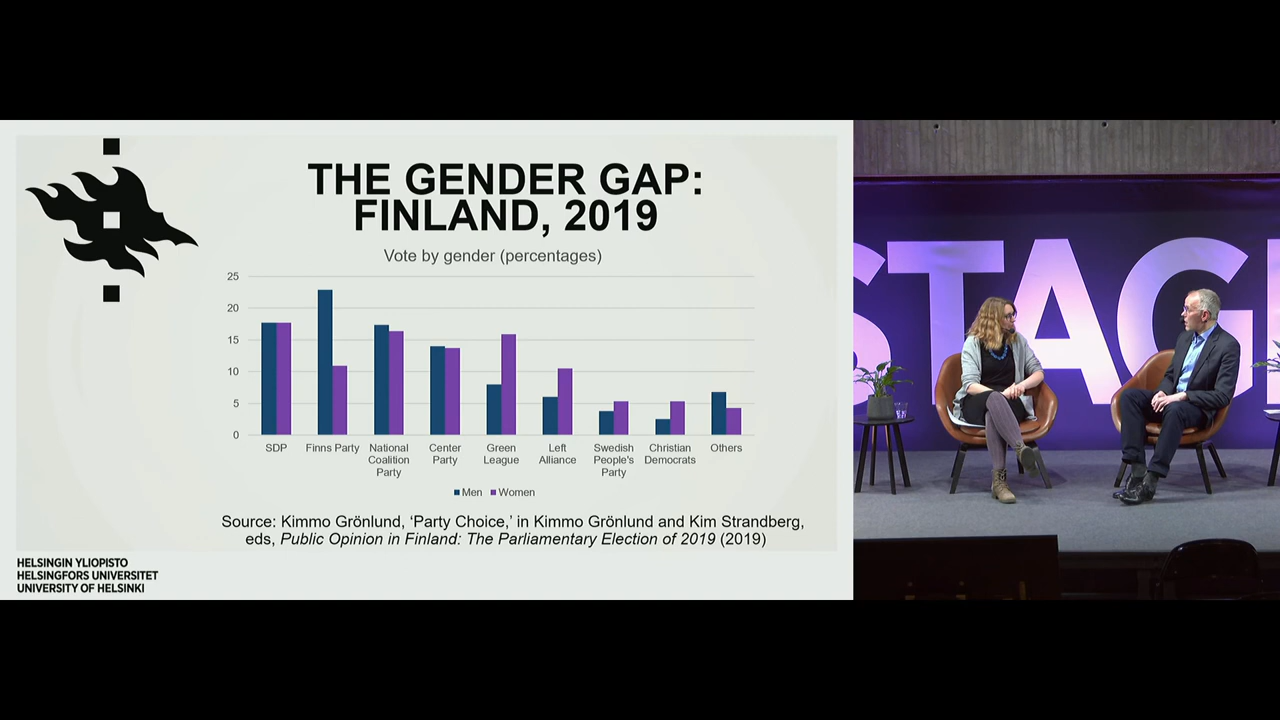 THE GENDER GAP:
FINLAND, 2019
Vote by gender (percentages)
25
20
15
10
5
0
SDP
Finns Party
National
Coalition
Party
Center
Party
Green
League
Left
Alliance
Swedish
People's
Party
Christian
Democrats
Others
Men Women
Source: Kimmo Grönlund, ‘Party Choice,’ in Kimmo Grönlund and Kim Strandberg,
eds, Public Opinion in Finland: The Parliamentary Election of 2019 (2019)
HELSINGIN YLIOPISTO
HELSINGFORS UNIVERSITET
UNIVERSITY OF HELSINKI
STAG